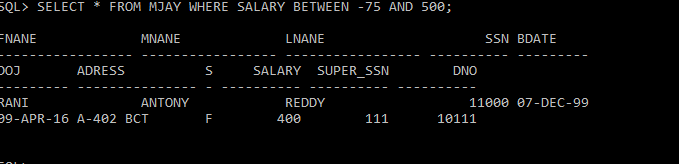 SQL> SELECT * FROM MJAY WHERE SALARY BETWEEN -75 AND 500;
FNANE MNANE LNANE SSN BDATE
-------------------- -------------------- -------------------- ---------- ---------
DOJ ADRESS S SALARY SUPER_SSN DNO
--------- --------------- - ---------- ---------- ----------
RANI ANTONY REDDY 11000 07-DEC-99
09-APR-16 A-402 BCT F 400 111 10111
SQL>